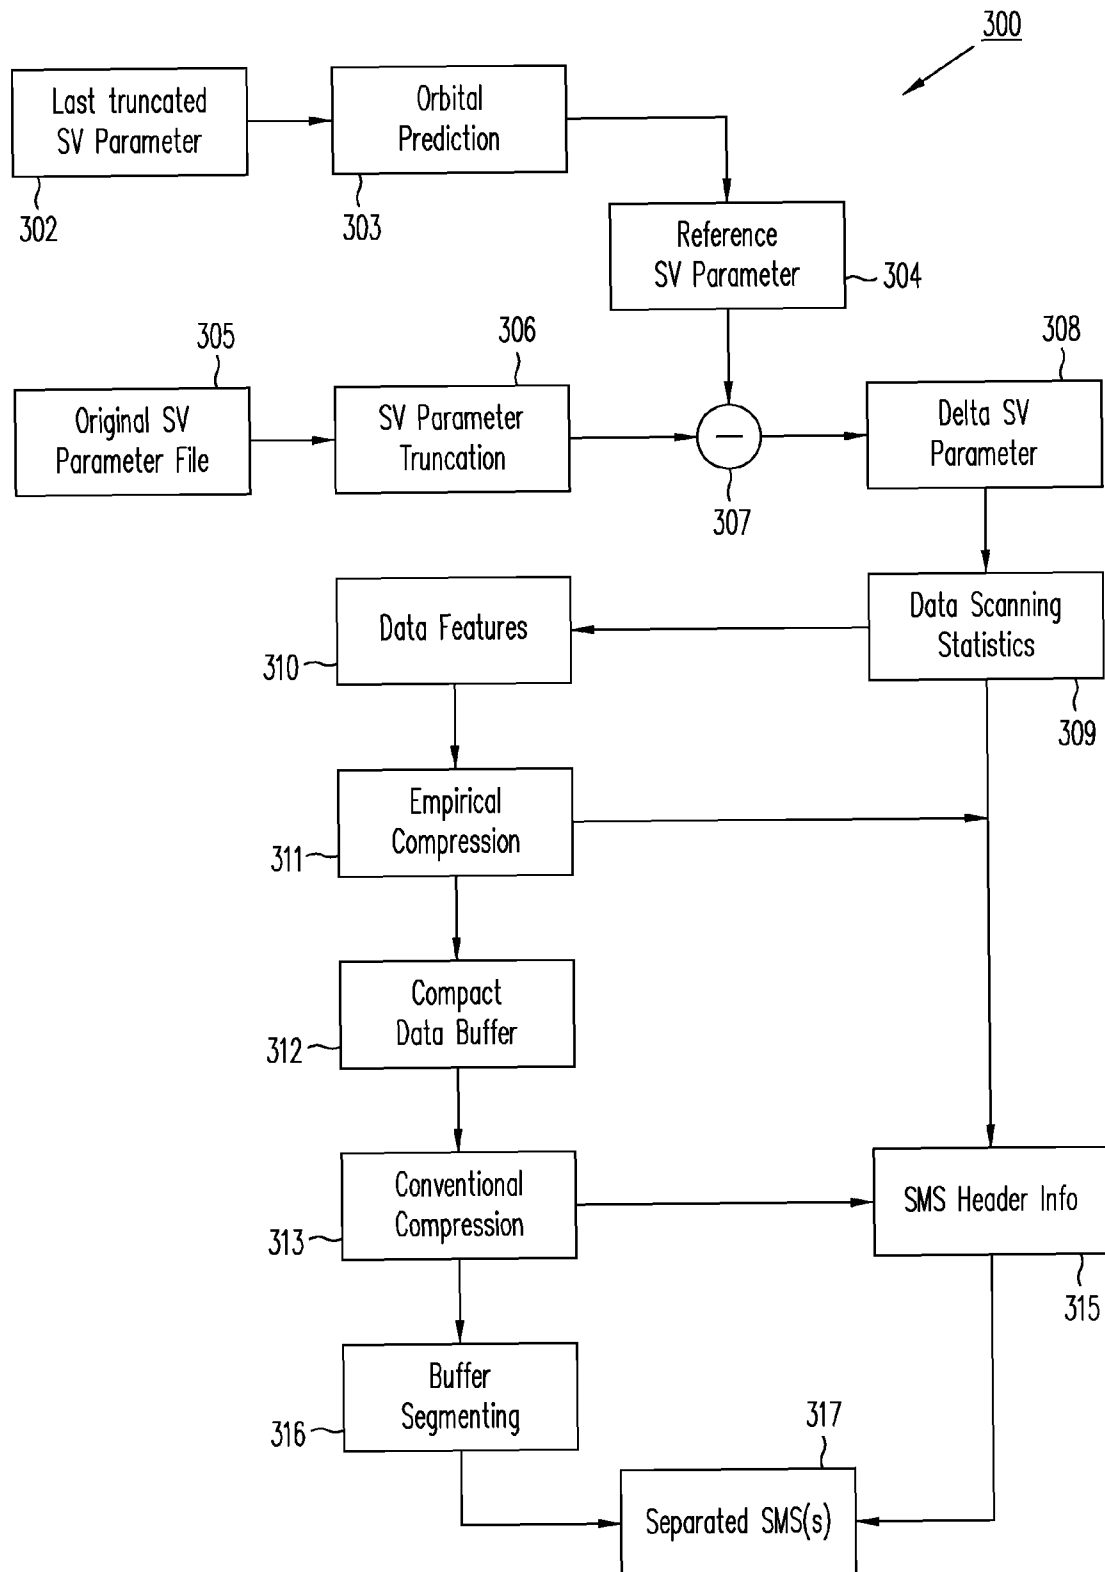 300
Last truncated
SV Parameter
302
Orbital
Prediction
303
Reference
SV Parameter
304
305
Original SV
Parameter File
306
SV Parameter
Truncation
—
307
308
Delta SV
Parameter
Data Features
310
Data Scanning
Statistics
309
Empirical
Compression
311
Compact
Data Buffer
312
Conventional
Compression
313
SMS Header Info
315
Buffer
Segmenting
316
317
Separated SMS(s)